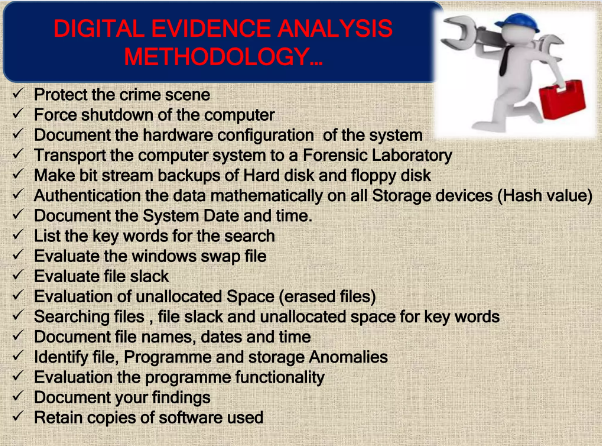 DIGITAL EVIDENCE ANALYSIS
METHODOLOGY...
✓ Protect the crime scene
✓ Force shutdown of the computer
✓ Document the hardware configuration of the system
✓ Transport the computer system to a Forensic Laboratory
✓ Make bit stream backups of Hard disk and floppy disk
✓ Authentication the data mathematically on all Storage devices (Hash value)
✓ Document the System Date and time.
✓ List the key words for the search
✓ Evaluate the windows swap file
✓ Evaluate file slack
✓ Evaluation of unallocated Space (erased files)
✓ Searching files , file slack and unallocated space for key words
✓ Document file names, dates and time
✓ Identify file, Programme and storage Anomalies
✓ Evaluation the programme functionality
✓ Document your findings
✓ Retain copies of software used